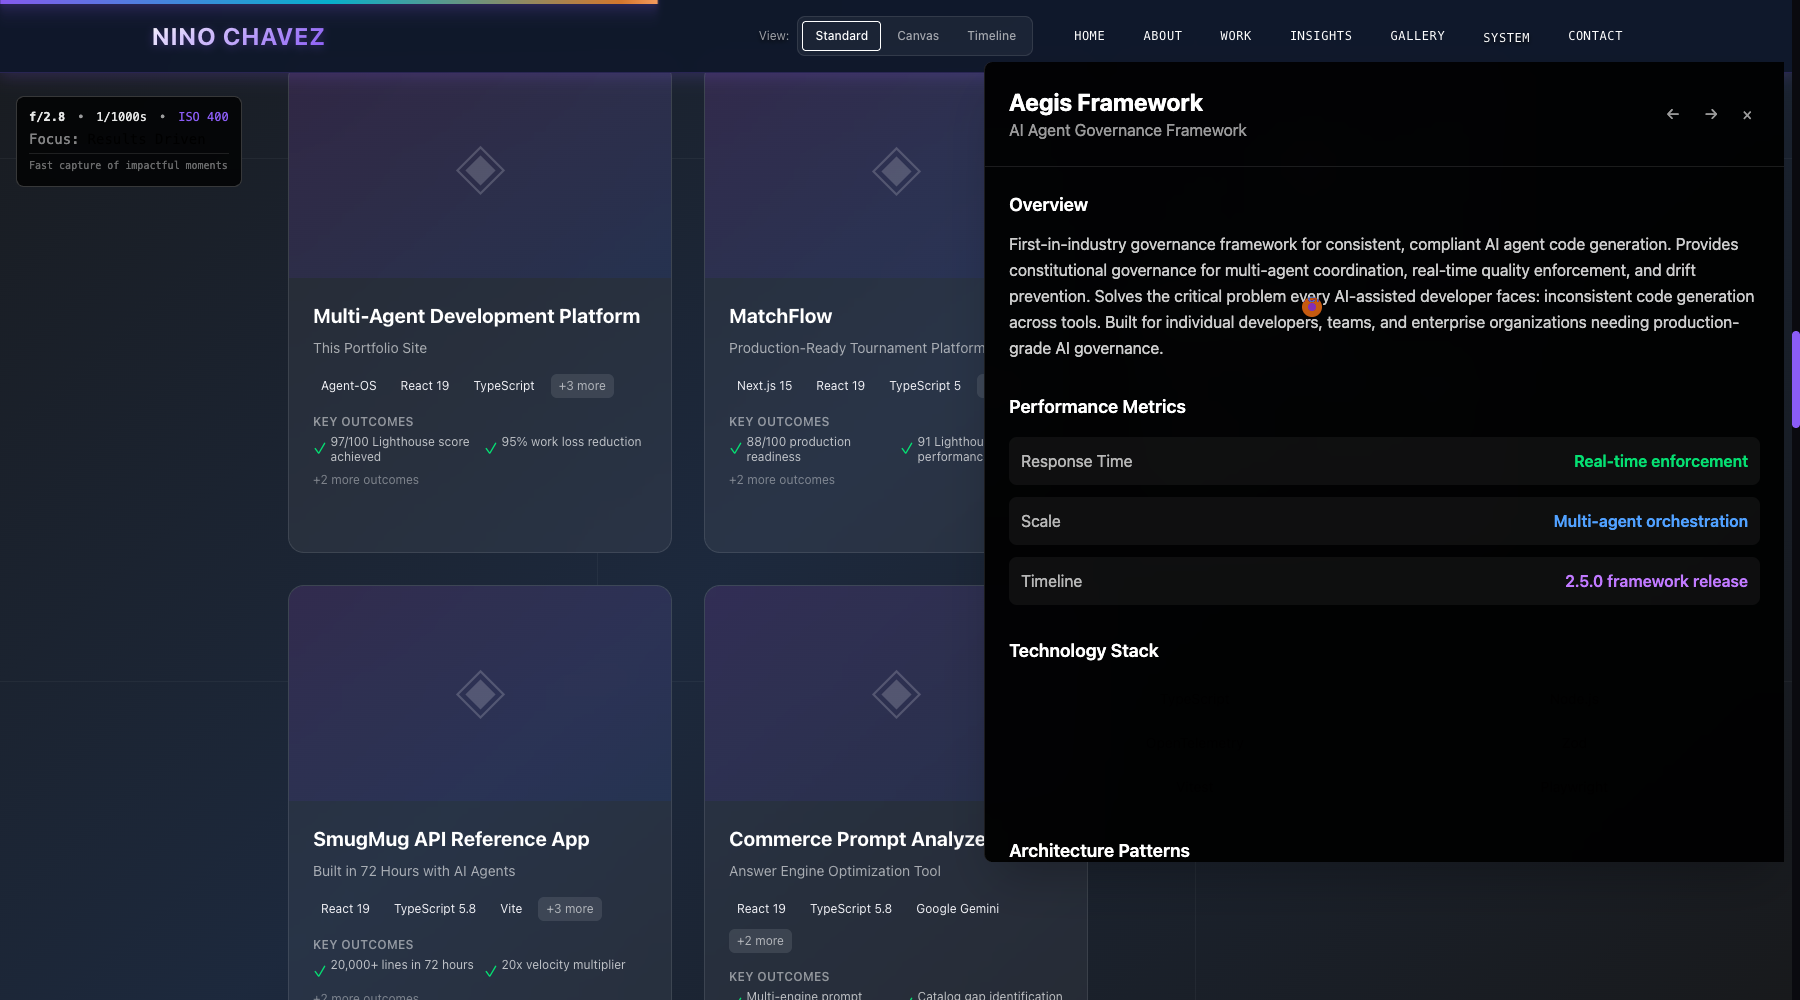 NINO CHAVEZ
View: Standard Canvas Timeline HOME ABOUT WORK INSIGHTS GALLERY SYSTEM CONTACT
f/2.8 • 1/1000s • ISO 400
Focus: Results Driven
Fast capture of impactful moments
Multi-Agent Development Platform
This Portfolio Site
Agent-OS React 19 TypeScript +3 more
KEY OUTCOMES
97/100 Lighthouse score
achieved
95% work loss reduction
+2 more outcomes
MatchFlow
Production-Ready Tournament Platform
Next.js 15 React 19 TypeScript 5
KEY OUTCOMES
88/100 production
readiness
91
+2 more outcomes
SmugMug API Reference App
Built in 72 Hours with AI Agents
React 19 TypeScript 5.8 Vite +3 more
KEY OUTCOMES
20,000+ lines in 72 hours
20x velocity multiplier
+2 more outcomes
Commerce Prompt
Answer Engine Optimization Tool
React 19 TypeScript 5.8 Google Gemini
+2 more
KEY OUTCOMES
Multi-engine prompt
Catalog gap identification
Aegis Framework
AI Agent Governance Framework
← → ×
Overview
First-in-industry governance framework for consistent, compliant AI agent code generation. Provides
constitutional governance for multi-agent coordination, real-time quality enforcement, and drift
prevention. Solves the critical problem every AI-assisted developer faces: inconsistent code generation
across tools. Built for individual developers, teams, and enterprise organizations needing production-
grade AI governance.
Performance Metrics
Response Time Real-time enforcement
Scale Multi-agent orchestration
Timeline 2.5.0 framework release
Technology Stack
Architecture Patterns